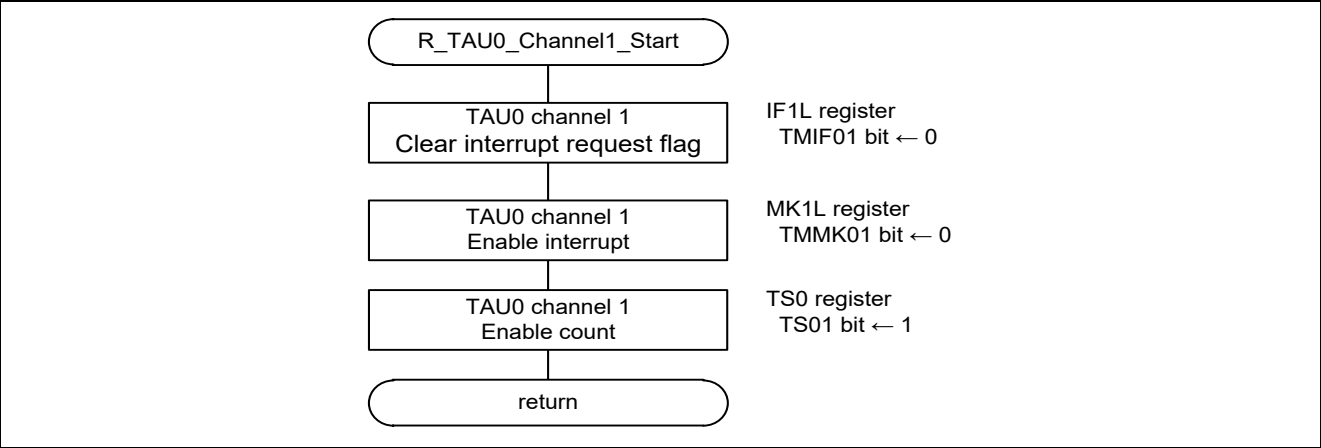 R_TAU0_Channel1_Start
TAU0 channel 1
Clear interrupt request flag
IF1L register
TMIF01 bit ← 0
TAU0 channel 1
Enable interrupt
MK1L register
TMMK01 bit ← 0
TAU0 channel 1
Enable count
TS0 register
TS01 bit ← 1
return